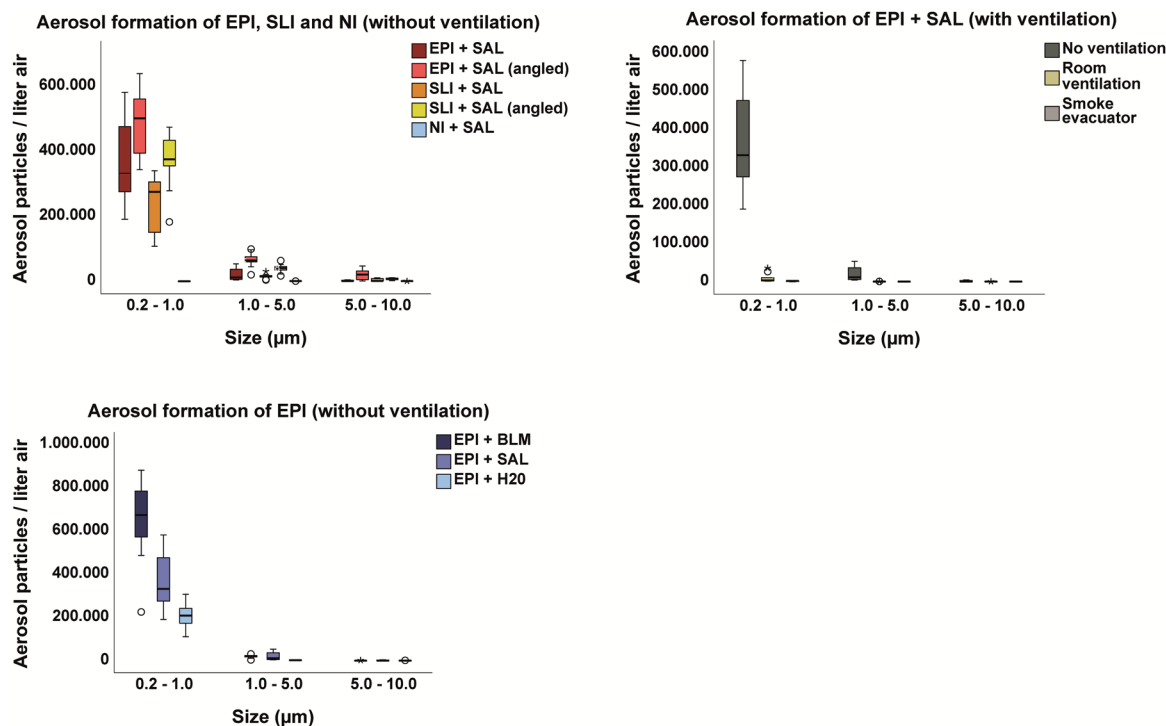 Aerosol formation of EPI, SLI and NI (without ventilation)
Aerosol particles / liter air
600.000
400.000
200.000
0
EPI + SAL
EPI + SAL (angled)
SLI + SAL
SLI + SAL (angled)
NI + SAL
0.2 - 1.0
1.0 - 5.0
5.0 - 10.0
Size (µm)
Aerosol formation of EPI + SAL (with ventilation)
Aerosol particles / liter air
600.000
500.000
400.000
300.000
200.000
100.000
0
No ventilation
Room
ventilation
Smoke
evacuator
0.2 - 1.0
1.0 - 5.0
5.0 - 10.0
Size (µm)
Aerosol formation of EPI (without ventilation)
Aerosol particles / liter air
1.000.000
800.000
600.000
400.000
200.000
0
EPI + BLM
EPI + SAL
EPI + H20
0.2 - 1.0
1.0 - 5.0
5.0 - 10.0
Size (µm)